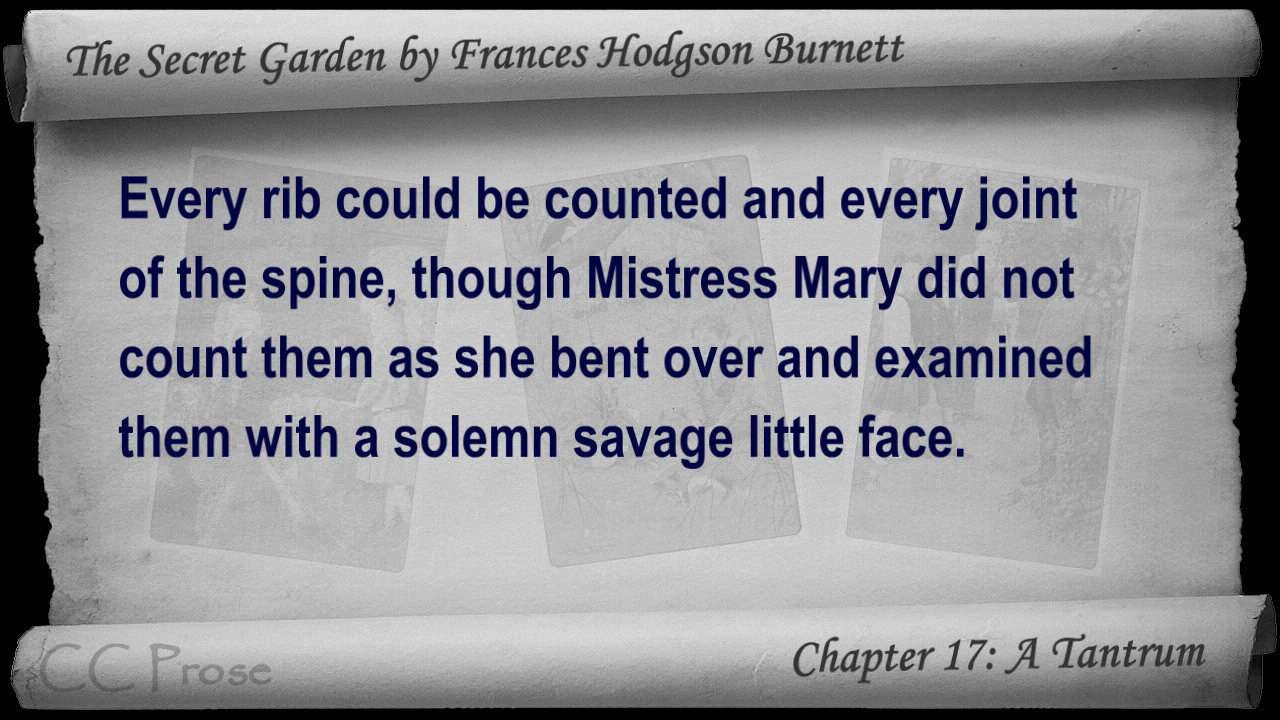 The Secret Garden by Frances Hodgson Burnett
Every rib could be counted and every joint
of the spine, though Mistress Mary did not
count them as she bent over and examined
them with a solemn savage little face.
CC Prose
Chapter 17: A Tantrum